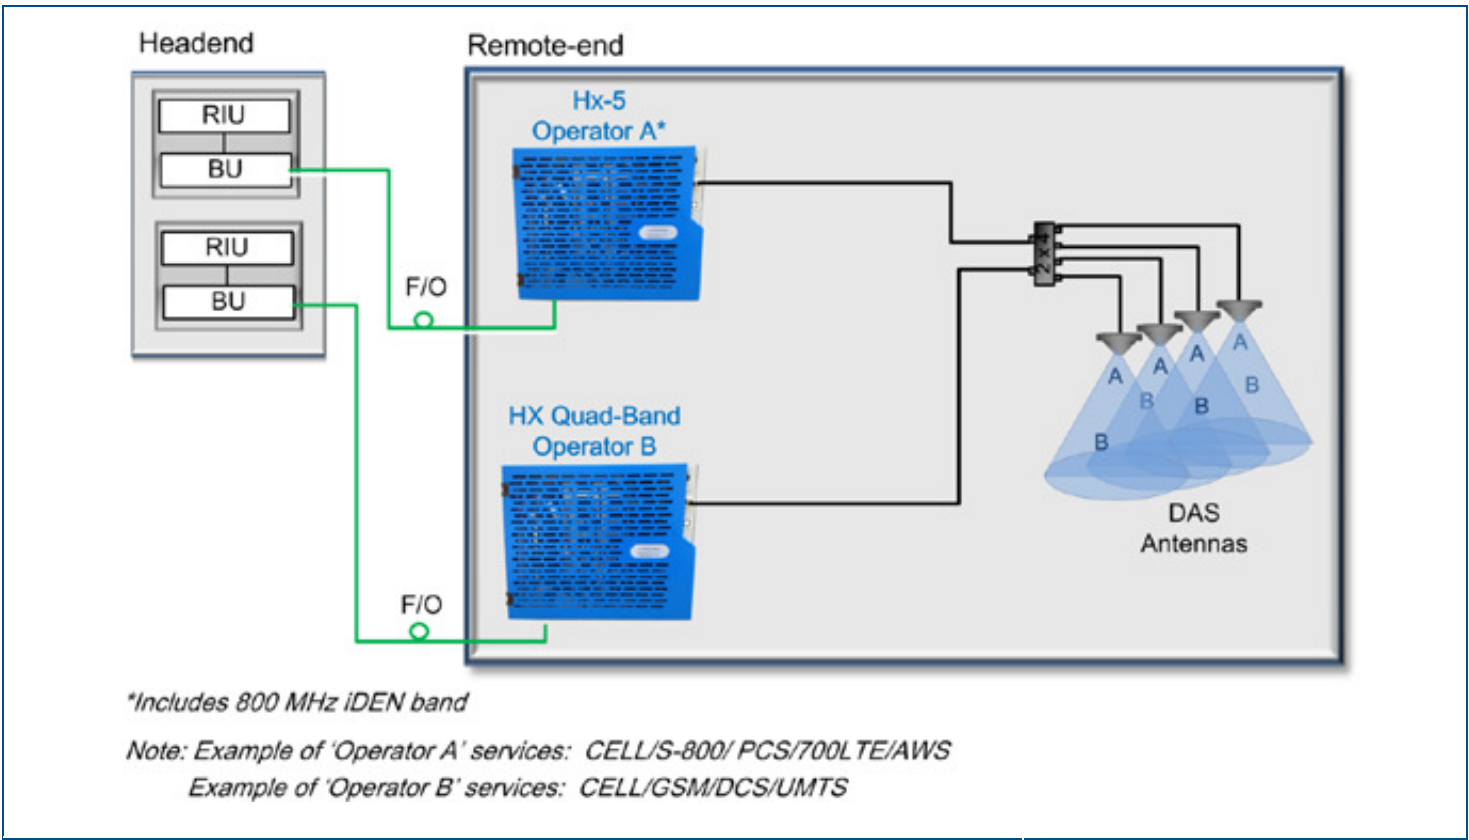 Headend
Remote-end
RIU
BU
RIU
BU
F/O
F/O
Hx-5
Operator A*
HX Quad-Band
Operator B
2 x 4
A
A
A
A
B
B
B
B
DAS
Antennas
*Includes 800 MHz iDEN band
Note: Example of ‘Operator A’ services: CELL/S-800/ PCS/700LTE/AWS
Example of ‘Operator B’ services: CELL/GSM/DCS/UMTS